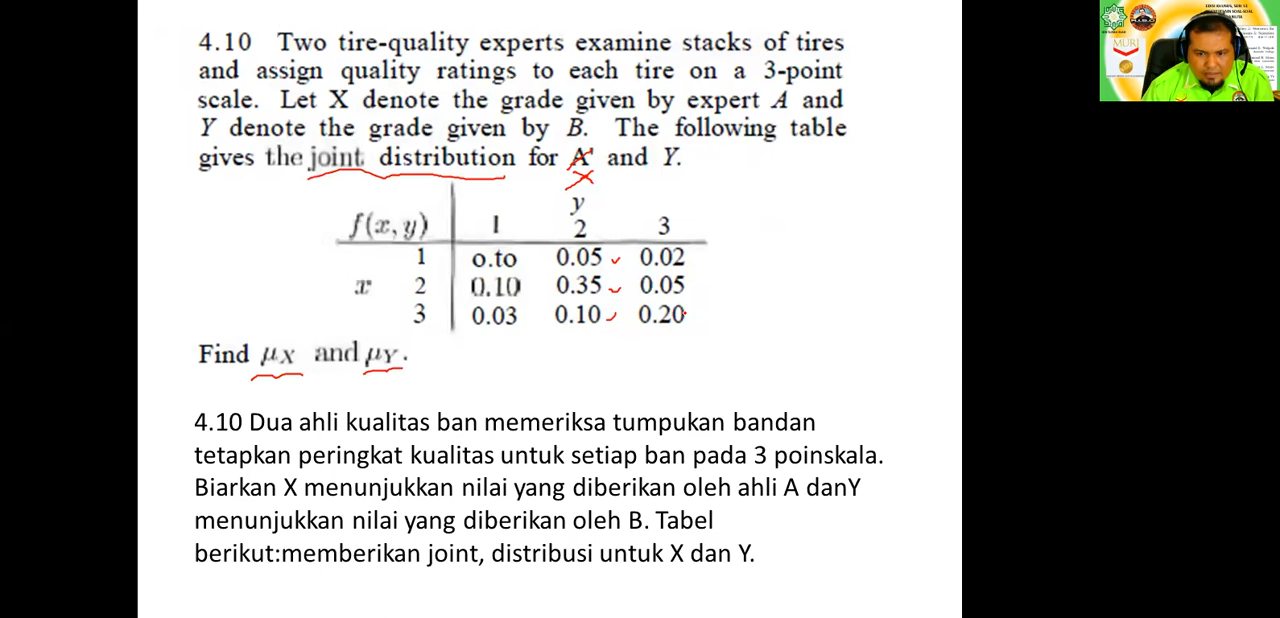 4.10 Two tire-quality experts examine stacks of tires
and assign quality ratings to each tire on a 3-point
scale. Let X denote the grade given by expert A and
Y denote the grade given by B. The following table
gives the joint distribution for A and Y.
X
y
f(x, y) 1 2 3
1 o.to 0.05 0.02
x 2 0.10 0.35 0.05
3 0.03 0.10 0.20
Find μX and μY.
4.10 Dua ahli kualitas ban memeriksa tumpukan bandan
tetapkan peringkat kualitas untuk setiap ban pada 3 poinskala.
Biarkan X menunjukkan nilai yang diberikan oleh ahli A danY
menunjukkan nilai yang diberikan oleh B. Tabel
berikut:memberikan joint, distribusi untuk X dan Y.
MURI